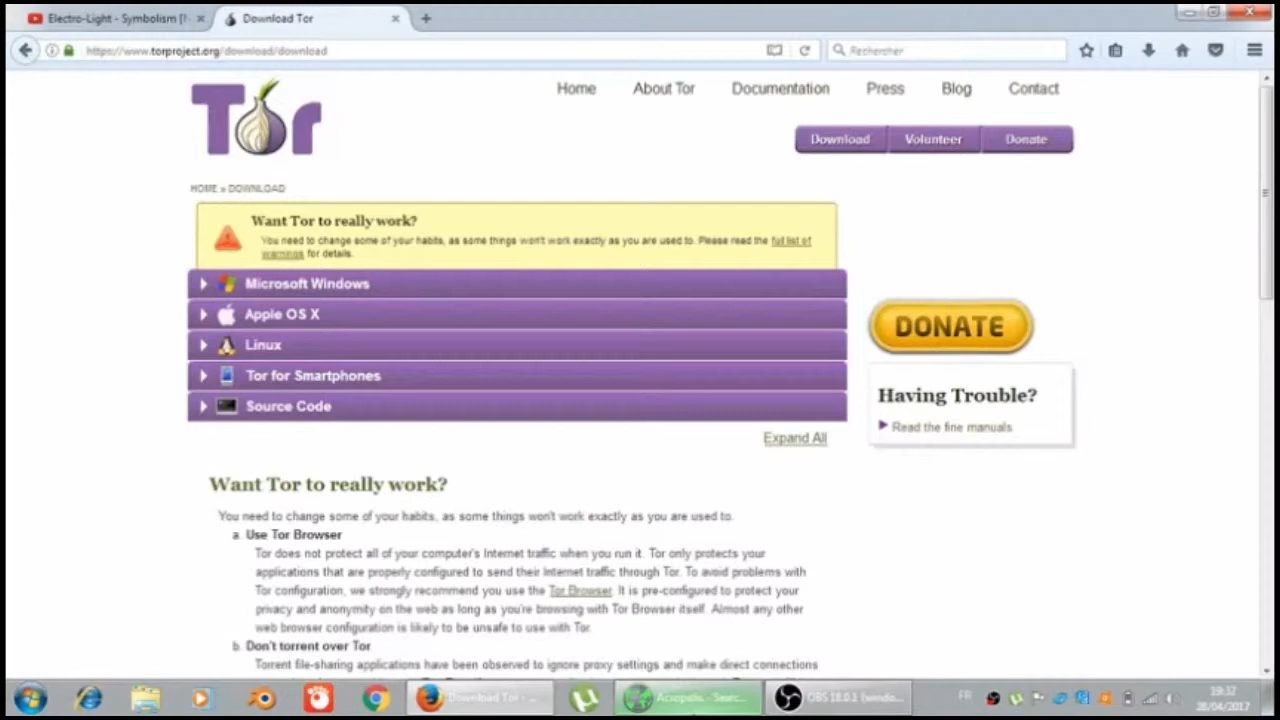 Electro-Light - Symbolism [
Download Tor
https://www.torproject.org/download/download
Rechercher
Tor
Home About Tor Documentation Press Blog Contact
Download Volunteer Donate
HOME » DOWNLOAD
Want Tor to really work?
You need to change some of your habits, as some things won't work exactly as you are used to. Please read the full list of
warnings for details.
Microsoft Windows
Apple OS X
Linux
Tor for Smartphones
Source Code
Expand All
DONATE
Having Trouble?
Read the fine manuals
Want Tor to really work?
You need to change some of your habits, as some things won't work exactly as you are used to.
a. Use Tor Browser
Tor does not protect all of your computer's Internet traffic when you run it. Tor only protects your
applications that are properly configured to send their Internet traffic through Tor. To avoid problems with
Tor configuration, we strongly recommend you use the Tor Browser. It is pre-configured to protect your
privacy and anonymity on the web as long as you're browsing with Tor Browser itself. Almost any other
web browser configuration is likely to be unsafe to use with Tor.
b. Don't torrent over Tor
Torrent file-sharing applications have been observed to ignore proxy settings and make direct connections
Download Tor - ...
Acropolis - Searc...
OBS 18.0.1 (windo...
FR
19:32
28/04/2017